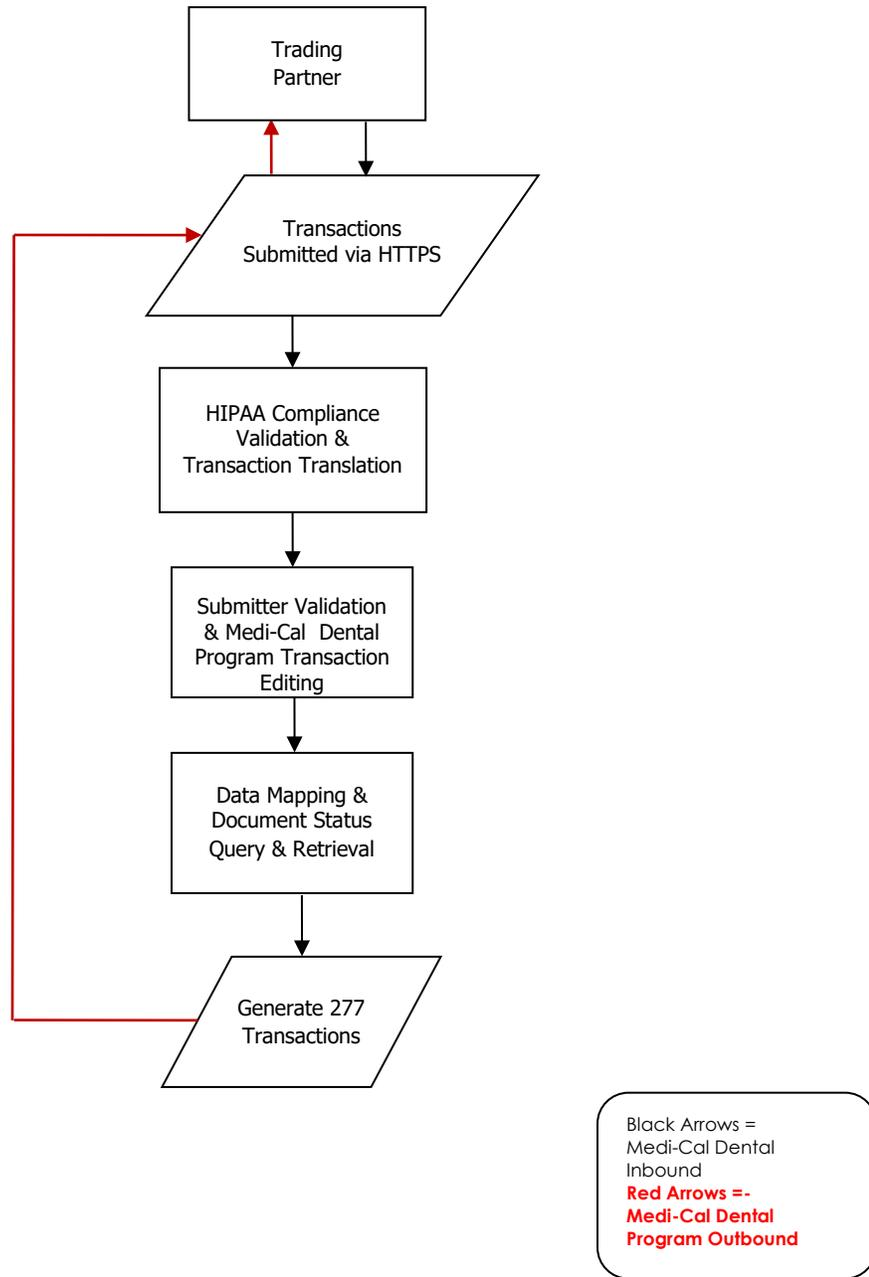 Trading
Partner
Transactions
Submitted via HTTPS
HIPAA Compliance
Validation &
Transaction Translation
Submitter Validation
& Medi-Cal  Dental
Program Transaction
Editing
Data Mapping &
Document Status
Query & Retrieval
Generate 277
Transactions
Black Arrows =
Medi-Cal Dental
Inbound
Red Arrows =-
Medi-Cal Dental
Program Outbound